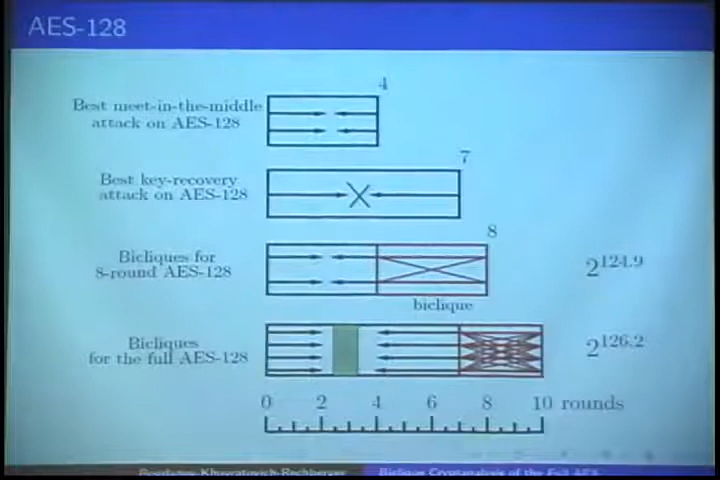 AES-128
4
Best meet-in-the-middle
attack on AES-128
7
Best key-recovery
attack on AES-128
8
Bicliques for
8-round AES-128
2^124.9
biclique
Bicliques
for the full AES-128
2^126.2
0 2 4 6 8 10 rounds
Bogdanov, Khovratovich, Rechberger
Biclique Cryptanalysis of the Full AES